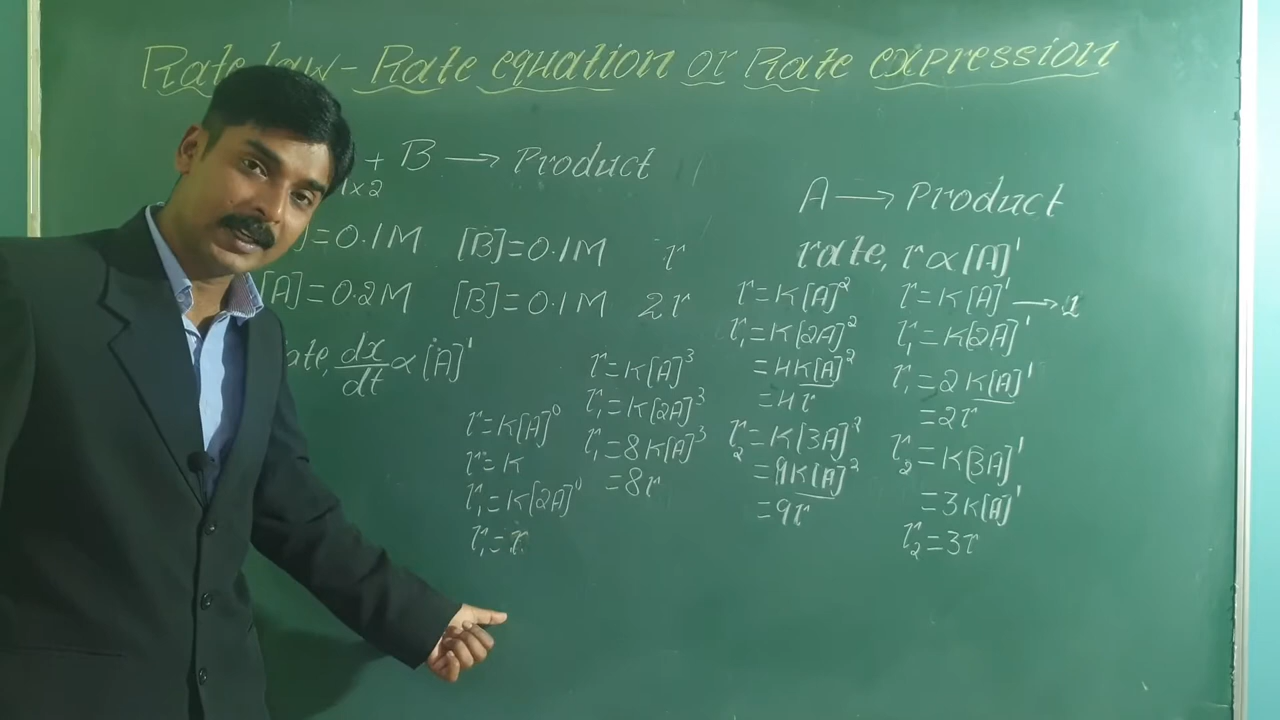 Rate law - Rate equation or Rate expression
+ B → Product
1x2
]=0.1M [B]=0.1M r
[A]=0.2M [B]=0.1M 2r
ate, dx/dt ∝ [A]¹
r=K[A]⁰
r=K
r₁=K[2A]⁰
r₁=r
r=K[A]³
r₁=K[2A]³
r₁=8K[A]³
=8r
r=K[A]²
r₁=K[2A]²
=4K[A]²
=4r
r₂=K[3A]²
=9K[A]²
=9r
A → Product
rate, r∝[A]¹
r=K[A]¹ → 1
r₁=K[2A]¹
r₁=2K[A]¹
=2r
r₂=K[3A]¹
=3K[A]¹
r₂=3r